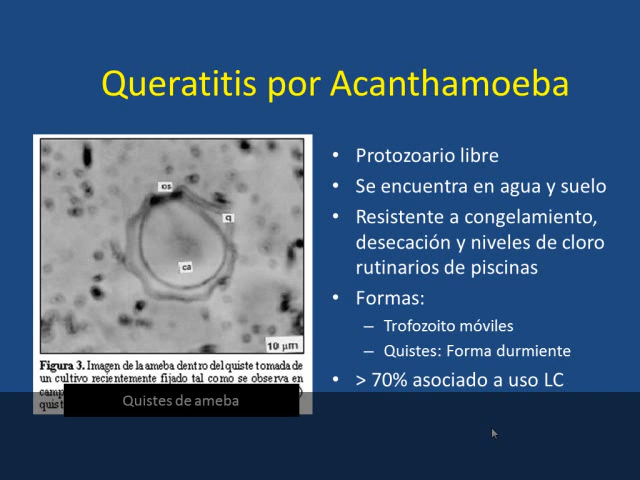 Queratitis por Acanthamoeba
os
q
ca
10 µm
Figura 3. Imagen de la ameba dentro del quiste tomada de
un cultivo recientemente fijado tal como se observa en
Quistes de ameba
• Protozoario libre
• Se encuentra en agua y suelo
• Resistente a congelamiento,
desecación y niveles de cloro
rutinarios de piscinas
• Formas:
– Trofozoito móviles
– Quistes: Forma durmiente
• > 70% asociado a uso LC